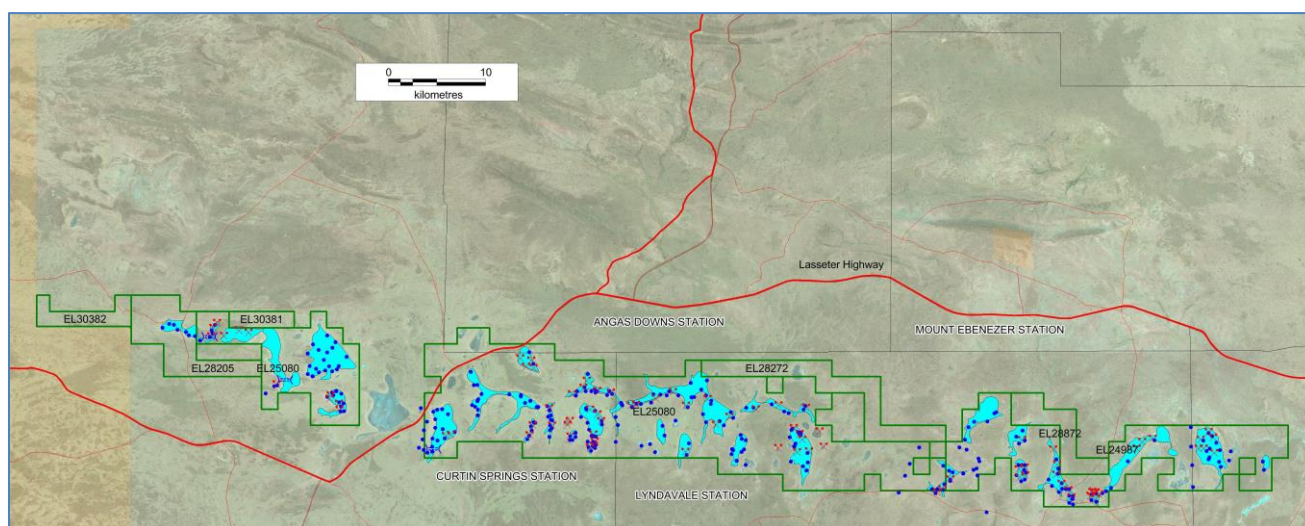 0 10
kilometres
Lasseter Highway
EL30382
EL30381
ANGAS DOWNS STATION
MOUNT EBENEZER STATION
EL28205
EL25080
EL28272
EL25080
EL28872
EL24987
CURTIN SPRINGS STATION
LYNDAVALE STATION